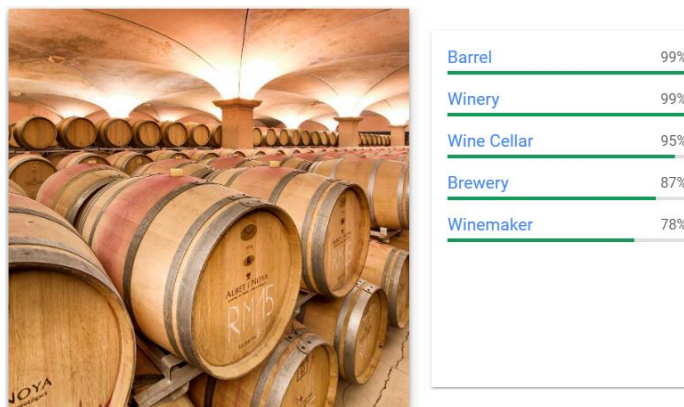 ALBET I NOYA
RM15
NOYA
Barrel 99%
Winery 99%
Wine Cellar 95%
Brewery 87%
Winemaker 78%